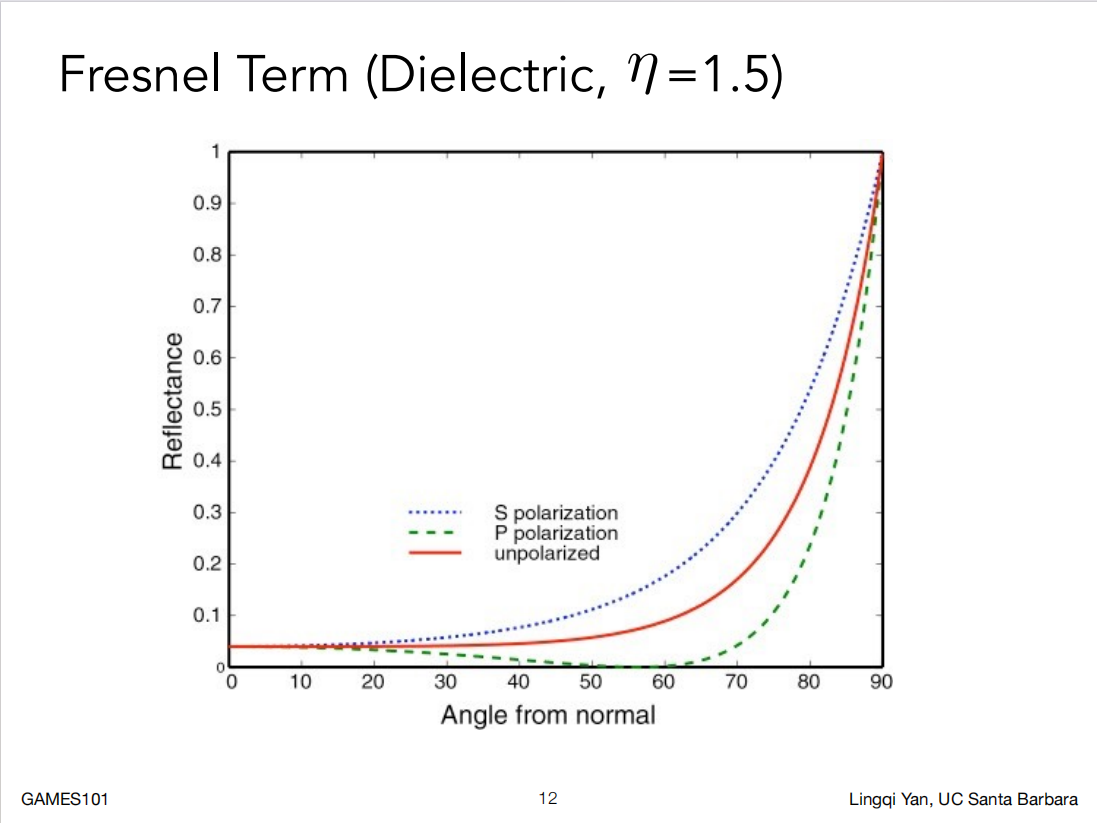 Fresnel Term (Dielectric, η=1.5)
1
0.9
0.8
0.7
0.6
0.5
0.4
0.3
0.2
0.1
0
Reflectance
S polarization
P polarization
unpolarized
0 10 20 30 40 50 60 70 80 90
Angle from normal
GAMES101 12 Lingqi Yan, UC Santa Barbara